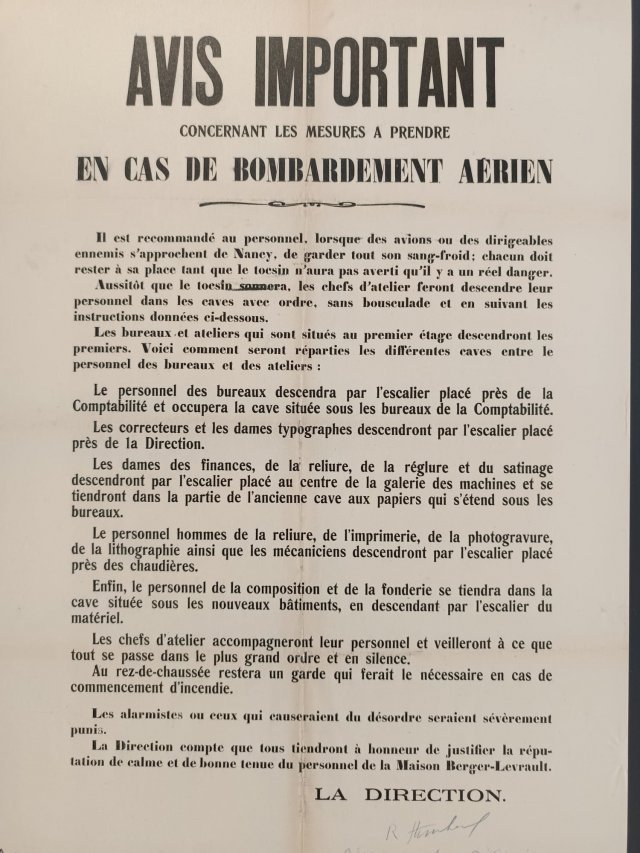 AVIS IMPORTANT
CONCERNANT LES MESURES A PRENDRE
EN CAS DE BOMBARDEMENT AÉRIEN
Il est recommandé au personnel, lorsque des avions ou des dirigeables
ennemis s'approchent de Nancy, de garder tout son sang-froid; chacun doit
rester à sa place tant que le tocsin n'aura pas averti qu'il y a un réel danger.
Aussitôt que le tocsin sonnera, les chefs d'atelier feront descendre leur
personnel dans les caves avec ordre, sans bousculade et en suivant les
instructions données ci-dessous.
Les bureaux et ateliers qui sont situés au premier étage descendront les
premiers. Voici comment seront réparties les différentes caves entre le
personnel des bureaux et des ateliers :
Le personnel des bureaux descendra par l'escalier placé près de la
Comptabilité et occupera la cave située sous les bureaux de la Comptabilité.
Les correcteurs et les dames typographes descendront par l'escalier placé
près de la Direction.
Les dames des finances, de la reliure, de la réglure et du satinage
descendront par l'escalier placé au centre de la galerie des machines et se
tiendront dans la partie de l'ancienne cave aux papiers qui s'étend sous les
bureaux.
Le personnel hommes de la reliure, de l'imprimerie, de la photogravure,
de la lithographie ainsi que les mécaniciens descendront par l'escalier placé
près des chaudières.
Enfin, le personnel de la composition et de la fonderie se tiendra dans la
cave située sous les nouveaux bâtiments, en descendant par l'escalier du
matériel.
Les chefs d'atelier accompagneront leur personnel et veilleront à ce que
tout se passe dans le plus grand ordre et en silence.
Au rez-de-chaussée restera un garde qui ferait le nécessaire en cas de
commencement d'incendie.
Les alarmistes ou ceux qui causeraient du désordre seraient sévèrement
punis.
La Direction compte que tous tiendront à honneur de justifier la répu-
tation de calme et de bonne tenue du personnel de la Maison Berger-Levrault.
LA DIRECTION.
R